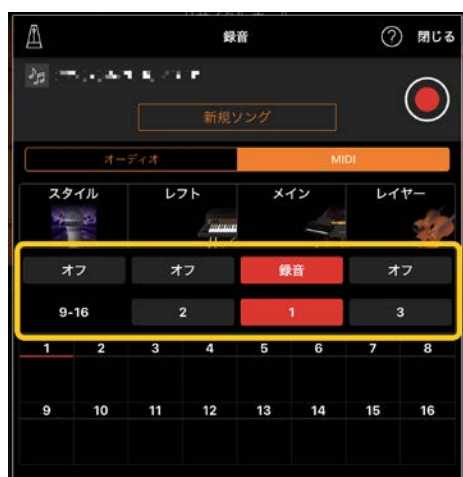 録音 ? 閉じる
新規ソング
オーディオ MIDI
スタイル レフト メイン レイヤー
オフ オフ 録音 オフ
9-16 2 1 3
1 2 3 4 5 6 7 8
9 10 11 12 13 14 15 16